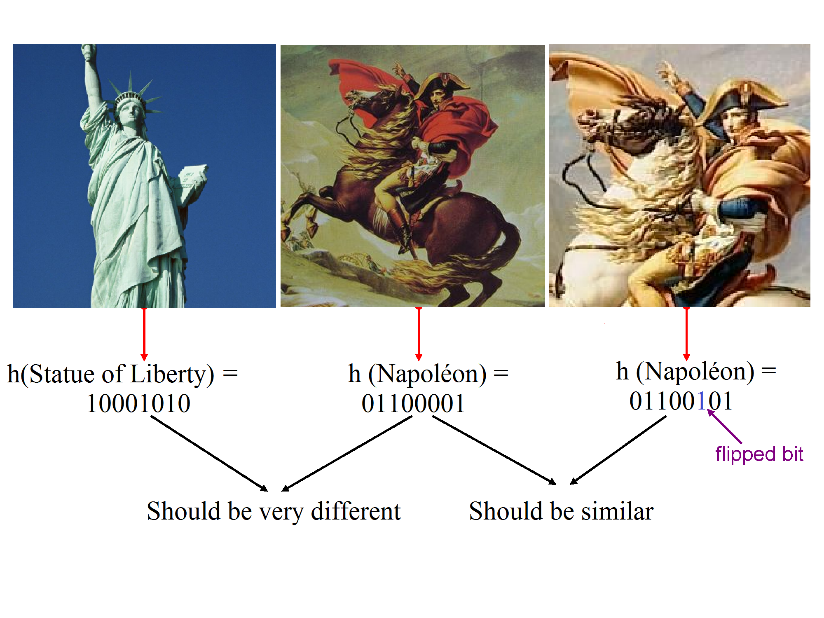 h(Statue of Liberty) =
10001010
h (Napoléon) =
01100001
h (Napoléon) =
01100101
flipped bit
Should be very different
Should be similar